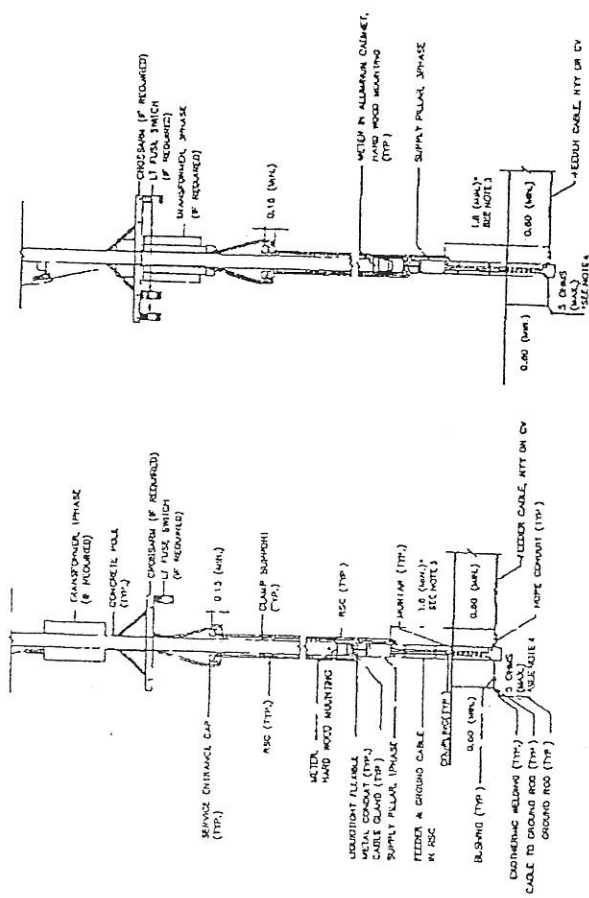 CROSSARM (IF REQUIRED)
LT FUSE SWITCH
(IF REQUIRED)
TRANSFORMER, 3PHASE
(IF REQUIRED)
0.15 (MIN.)
METER IN ALUMINUM CABINET,
HARD WOOD MOUNTING
(TYP.)
SUPPLY PILLAR, 3PHASE
1.8 (MIN.)*
SEE NOTE 3
0.60 (MIN.)
0.60 (MIN.)
5 OHMS
(MAX.)
*SEE NOTE 4
FEEDER CABLE, NYY OR CV
TRANSFORMER, 1PHASE
(IF REQUIRED)
CONCRETE POLE
(TYP.)
CROSSARM (IF REQUIRED)
LT FUSE SWITCH
(IF REQUIRED)
0.15 (MIN.)
CLAMP SUPPORT
(TYP.)
RSC (TYP.)
MORTAR (TYP.)
1.8 (MIN.)*
SEE NOTE 3
0.60 (MIN.)
FEEDER CABLE, NYY OR CV
HDPE CONDUIT (TYP.)
5 OHMS
(MAX.)
*SEE NOTE 4
SERVICE ENTRANCE CAP
(TYP.)
RSC (TYP.)
METER,
HARD WOOD MOUNTING
LIQUIDTIGHT FLEXIBLE
METAL CONDUIT (TYP.)
CABLE GLAND (TYP.)
SUPPLY PILLAR, 1PHASE
FEEDER & GROUND CABLE
IN RSC
COUPLING (TYP.)
0.60 (MIN.)
BUSHING (TYP.)
EXOTHERMIC WELDING (TYP.)
CABLE TO GROUND ROD (TYP.)
GROUND ROD (TYP.)